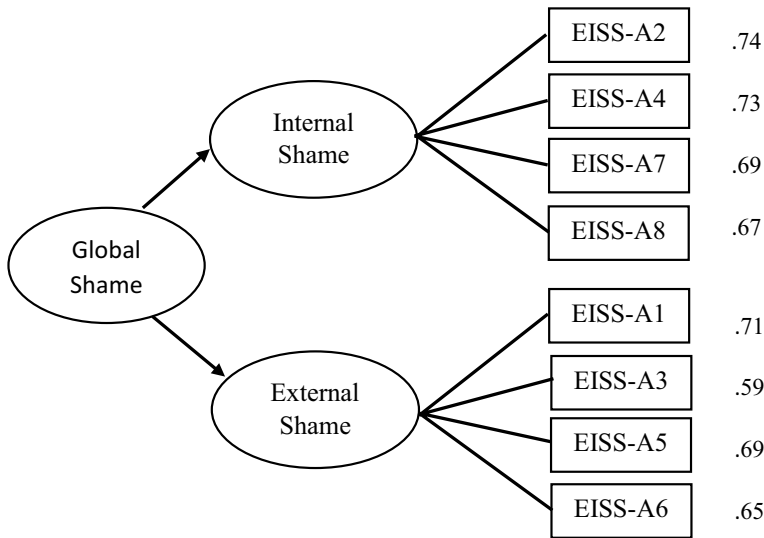 EISS-A2 .74
Internal
Shame
EISS-A4 .73
EISS-A7 .69
EISS-A8 .67
Global
Shame
EISS-A1 .71
External
Shame
EISS-A3 .59
EISS-A5 .69
EISS-A6 .65